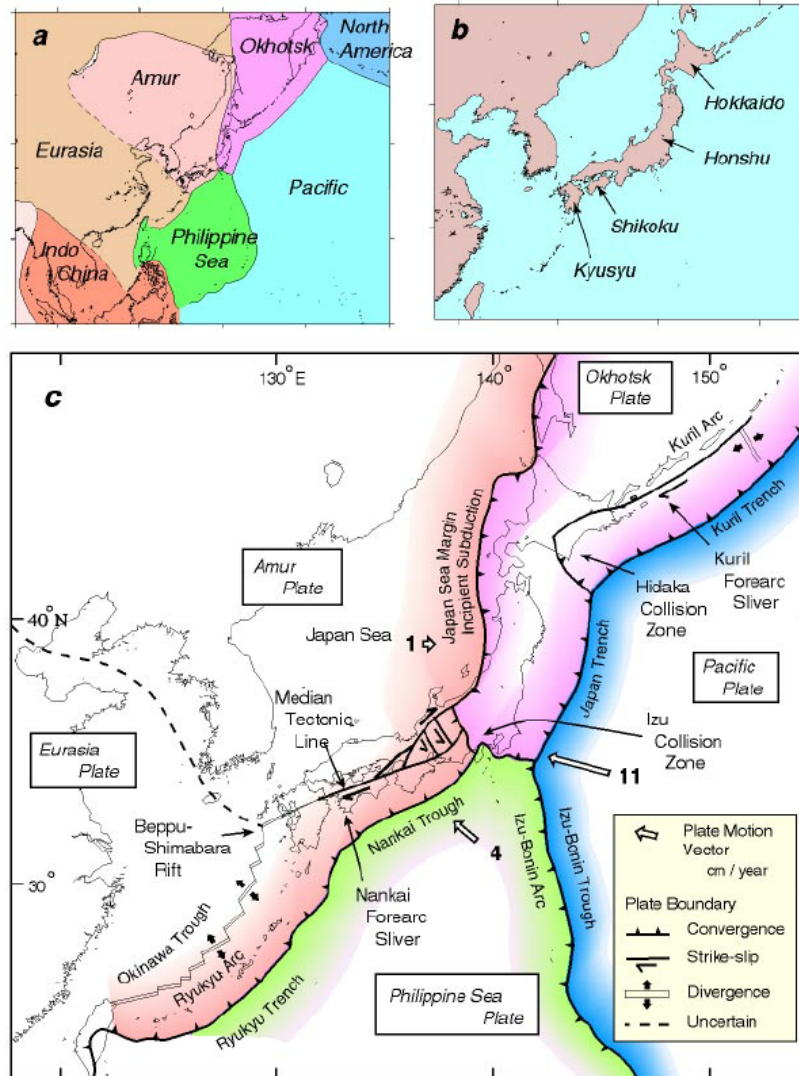 a
North
America
Okhotsk
Amur
Eurasia
Pacific
Philippine
Sea
Indo
China
b
Hokkaido
Honshu
Shikoku
Kyusyu
c
130°E
140°
150°
Okhotsk
Plate
Kuril Arc
Kuril Trench
Kuril
Forearc
Sliver
Hidaka
Collision
Zone
Japan Sea Margin
Incipient Subduction
Amur
Plate
40°N
Japan Sea
1
Japan Trench
Pacific
Plate
Median
Tectonic
Line
Izu
Collision
Zone
Eurasia
Plate
11
Beppu-
Shimabara
Rift
Nankai Trough
4
Izu-Bonin Arc
Izu-Bonin Trough
30°
Nankai
Forearc
Sliver
Okinawa Trough
Ryukyu Arc
Ryukyu Trench
Philippine Sea
Plate
Plate Motion
Vector
cm / year
Plate Boundary
Convergence
Strike-slip
Divergence
Uncertain